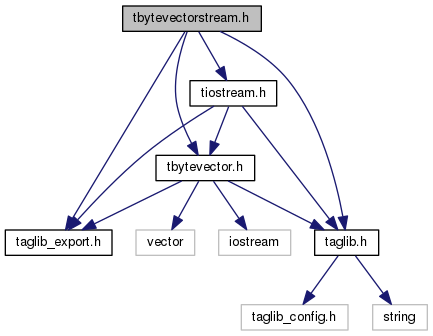 tbytevectorstream.h
tiostream.h
tbytevector.h
taglib_export.h
vector
iostream
taglib.h
taglib_config.h
string